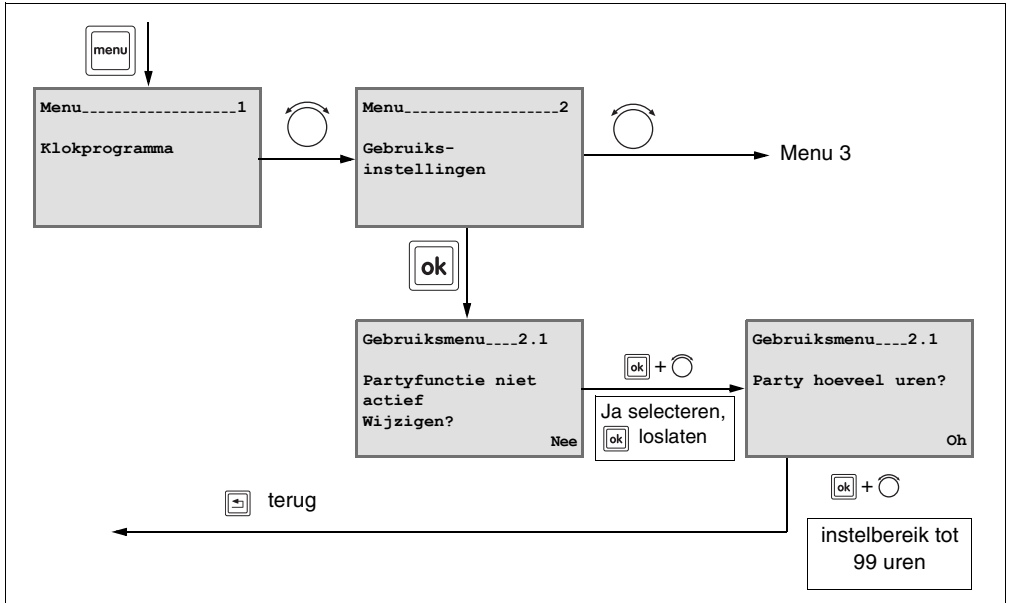 menu
Menu__________________1
Klokprogramma
Menu__________________2
Gebruiks-
instellingen
Menu 3
ok
Gebruiksmenu____2.1
Partyfunctie niet
actief
Wijzigen?
Nee
ok +
Ja selecteren,
ok loslaten
Gebruiksmenu____2.1
Party hoeveel uren?
Oh
ok +
instelbereik tot
99 uren
terug